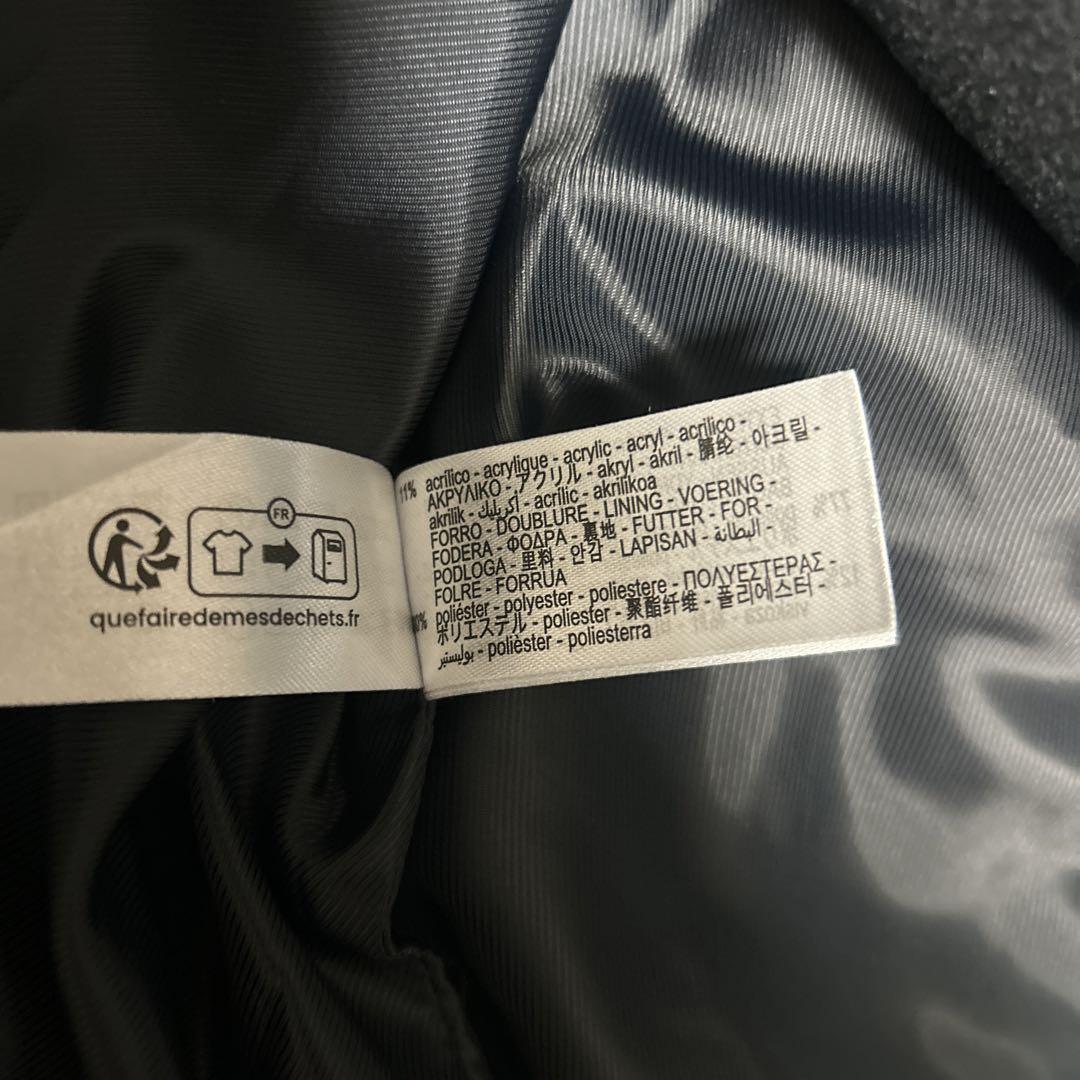 FR
quefairedemesdechets.fr
11% acrílico - acrylique - acrylic - acryl - acrilico -
ΑΚΡΥΛΙΚΟ - アクリル - akryl - akril - 腈纶 - 아크릴 -
akrilik - أكريليك - acrílic - akrilikoa
FORRO - DOUBLURE - LINING - VOERING -
FODERA - ΦΟΔΡΑ - 裏地 - FUTTER - FOR -
PODLOGA - 里料 - 안감 - LAPISAN - البطانة -
FOLRE - FORRUA
poliéster - polyester - poliestere - ΠΟΛΥΕΣΤΕΡΑΣ -
ポリエステル - poliester - 聚酯纤维 - 폴리에스터 -
بوليستير - polièster - poliesterra